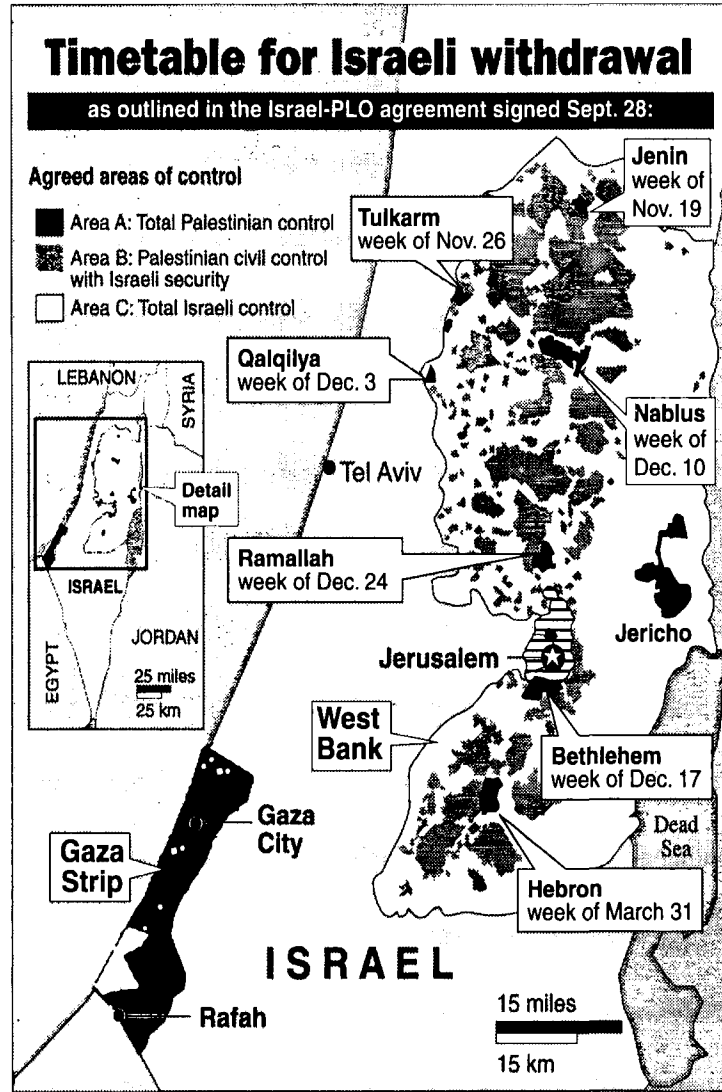 Timetable for Israeli withdrawal
as outlined in the Israel-PLO agreement signed Sept. 28:
Agreed areas of control
Area A: Total Palestinian control
Area B: Palestinian civil control
with Israeli security
Area C: Total Israeli control
Jenin
week of
Nov. 19
Tulkarm
week of Nov. 26
Qalqilya
week of Dec. 3
Nablus
week of
Dec. 10
LEBANON
SYRIA
Detail
map
ISRAEL
JORDAN
EGYPT
25 miles
25 km
Tel Aviv
Ramallah
week of Dec. 24
Jericho
Jerusalem
West
Bank
Bethlehem
week of Dec. 17
Gaza
City
Gaza
Strip
Dead
Sea
Hebron
week of March 31
ISRAEL
Rafah
15 miles
15 km